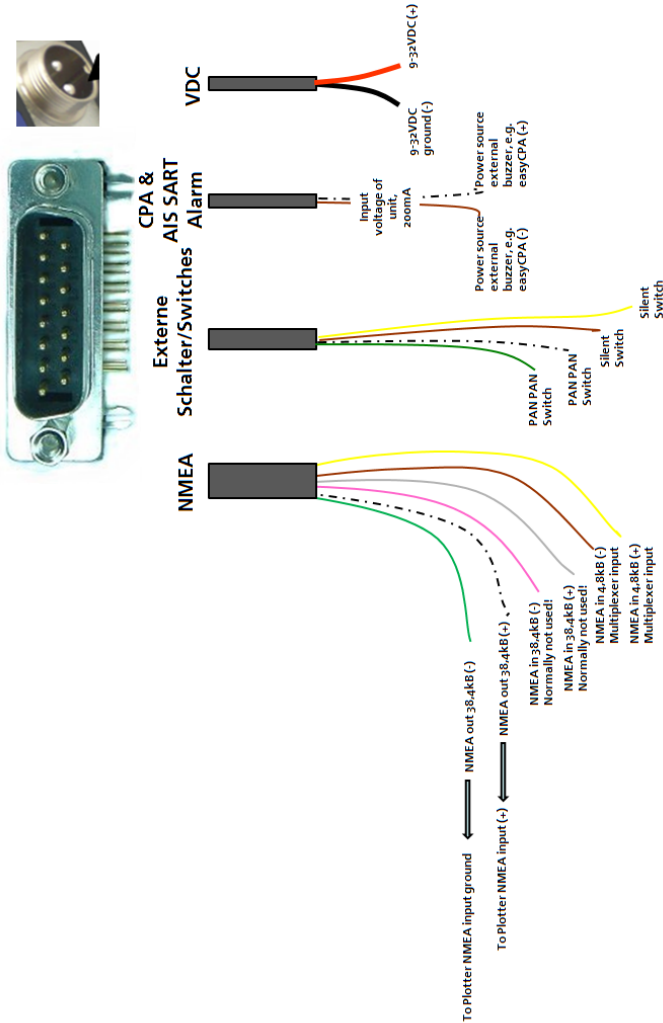 VDC
9-32VDC (+)
9-32VDC
ground (-)
CPA &
AIS SART
Alarm
Input
voltage of
unit,
200mA
Power source
external
buzzer, e.g.
easyCPA (+)
Power source
external
buzzer, e.g.
easyCPA (-)
Externe
Schalter/Switches
Silent
Switch
Silent
Switch
PAN PAN
Switch
PAN PAN
Switch
NMEA
NMEA in 4,8kB (+)
Multiplexer input
NMEA in 4,8kB (-)
Multiplexer input
NMEA in 38,4kB (+)
Normally not used!
NMEA in 38,4kB (-)
Normally not used!
NMEA out 38,4kB (+)
To Plotter NMEA input (+)
NMEA out 38,4kB (-)
To Plotter NMEA input ground